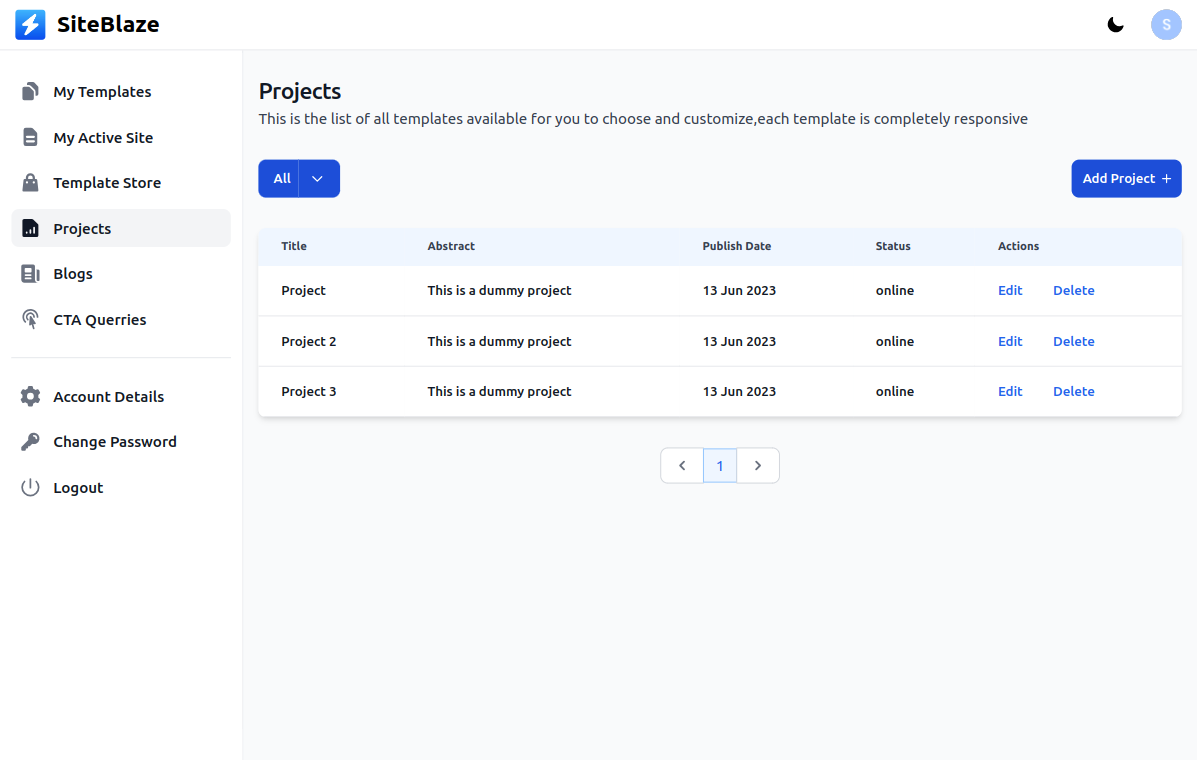 SiteBlaze
S
My Templates
My Active Site
Template Store
Projects
Blogs
CTA Querries
Account Details
Change Password
Logout
Projects
This is the list of all templates available for you to choose and customize,each template is completely responsive
All
Add Project +
Title Abstract Publish Date Status Actions
Project This is a dummy project 13 Jun 2023 online Edit Delete
Project 2 This is a dummy project 13 Jun 2023 online Edit Delete
Project 3 This is a dummy project 13 Jun 2023 online Edit Delete
1